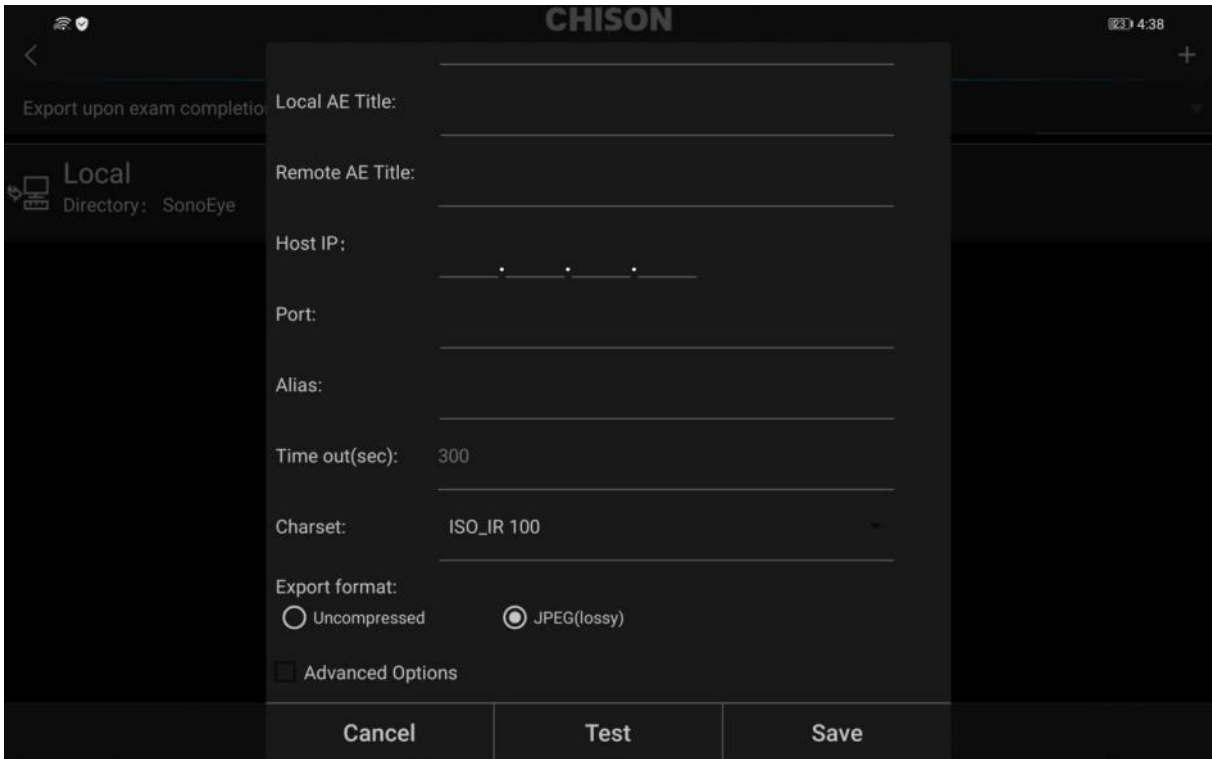 CHISON
23 4:38
Export upon exam completio
Local
Directory: SonoEye
Local AE Title:
Remote AE Title:
Host IP:
. . .
Port:
Alias:
Time out(sec): 300
Charset: ISO_IR 100
Export format:
Uncompressed JPEG(lossy)
Advanced Options
Cancel Test Save